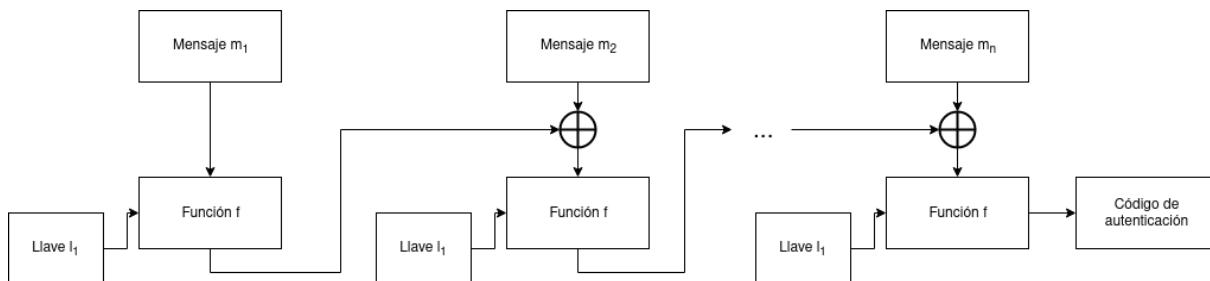 Mensaje m1
Mensaje m2
Mensaje mn
...
Función f
Función f
Función f
Código de
autenticación
Llave l1
Llave l1
Llave l1